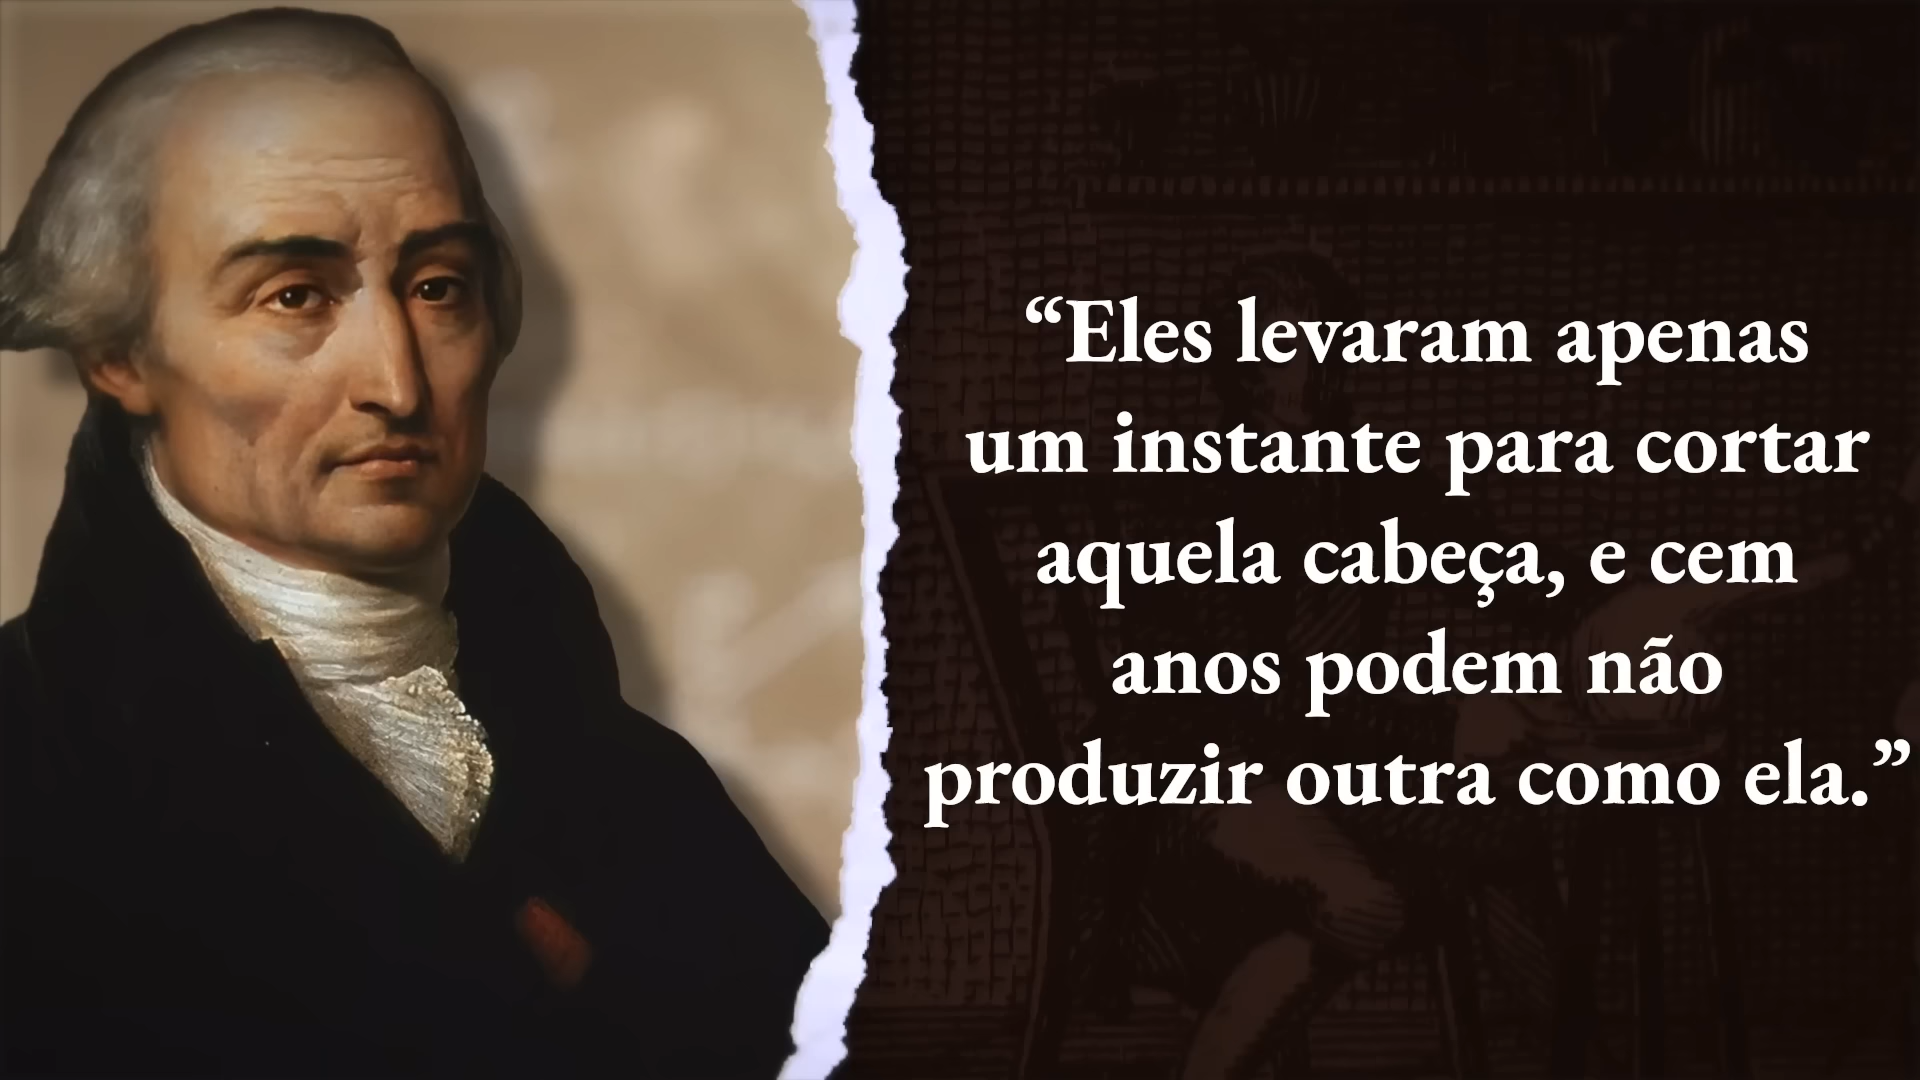 “Eles levaram apenas
um instante para cortar
aquela cabeça, e cem
anos podem não
produzir outra como ela.”